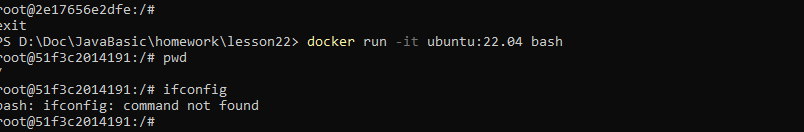 root@2e17656e2dfe:/#
exit
PS D:\Doc\JavaBasic\homework\lesson22> docker run -it ubuntu:22.04 bash
root@51f3c2014191:/# pwd
/
root@51f3c2014191:/# ifconfig
bash: ifconfig: command not found
root@51f3c2014191:/#